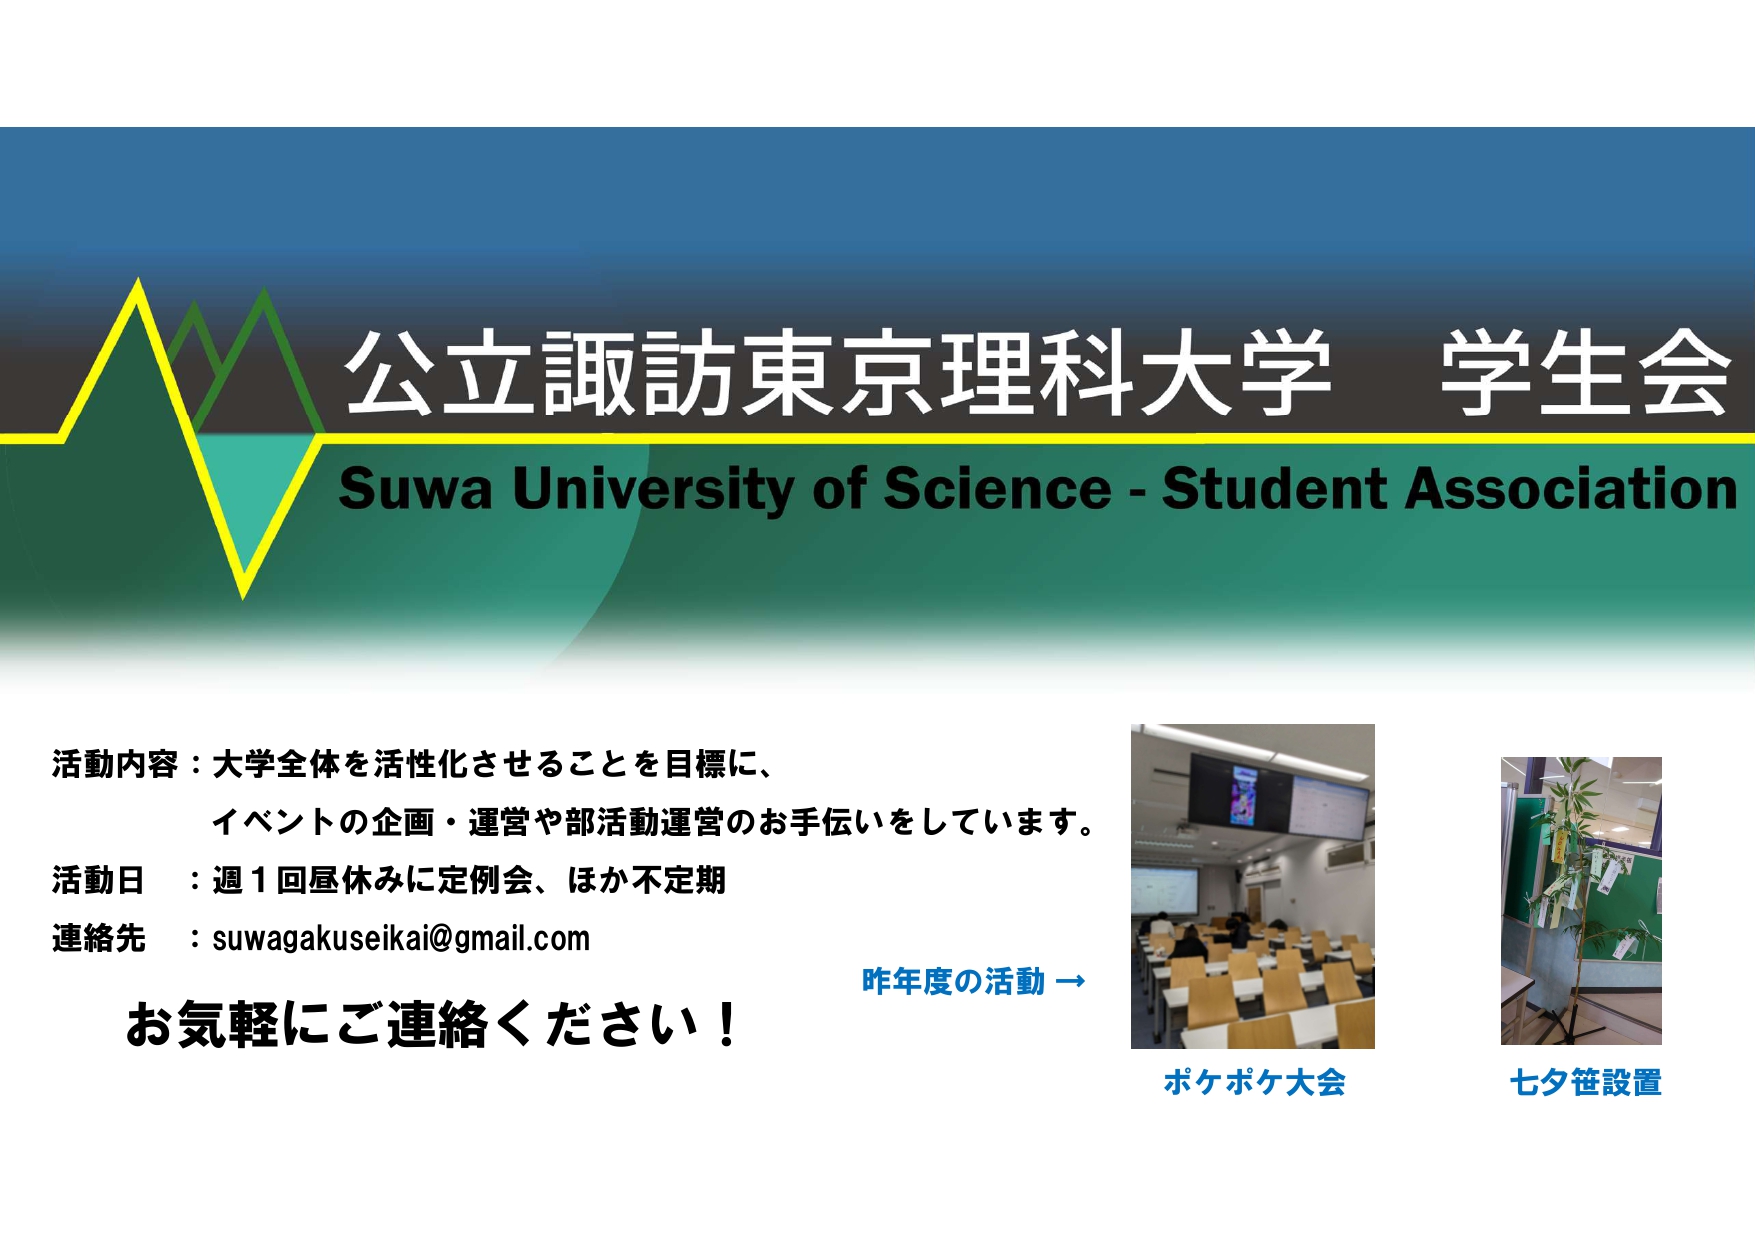 公立諏訪東京理科大学　学生会
Suwa University of Science - Student Association
活動内容：大学全体を活性化させることを目標に、
イベントの企画・運営や部活動運営のお手伝いをしています。
活動日　：週１回昼休みに定例会、ほか不定期
連絡先　：suwagakuseikai@gmail.com
お気軽にご連絡ください！
昨年度の活動 →
ポケポケ大会
七夕笹設置